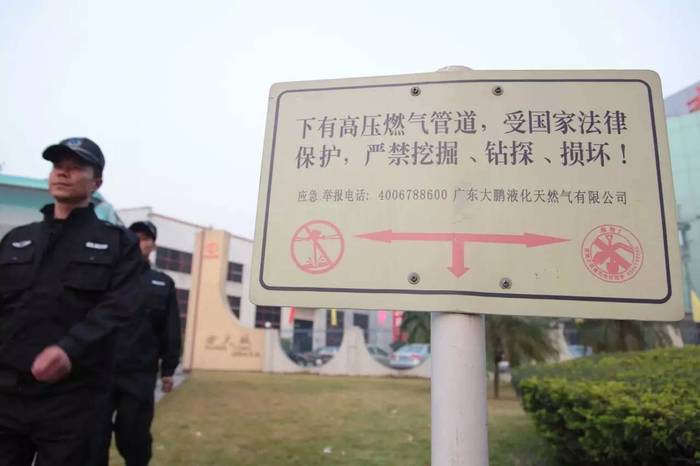 下有高压燃气管道，受国家法律
保护，严禁挖掘、钻探、损坏！
应急 举报电话：4006788600 广东大鹏液化天然气有限公司